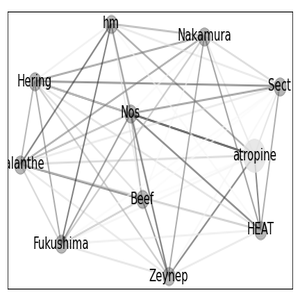 hm
Nakamura
Hering
Sect
Nos
alanthe
atropine
Beef
Fukushima
HEAT
Zeynep